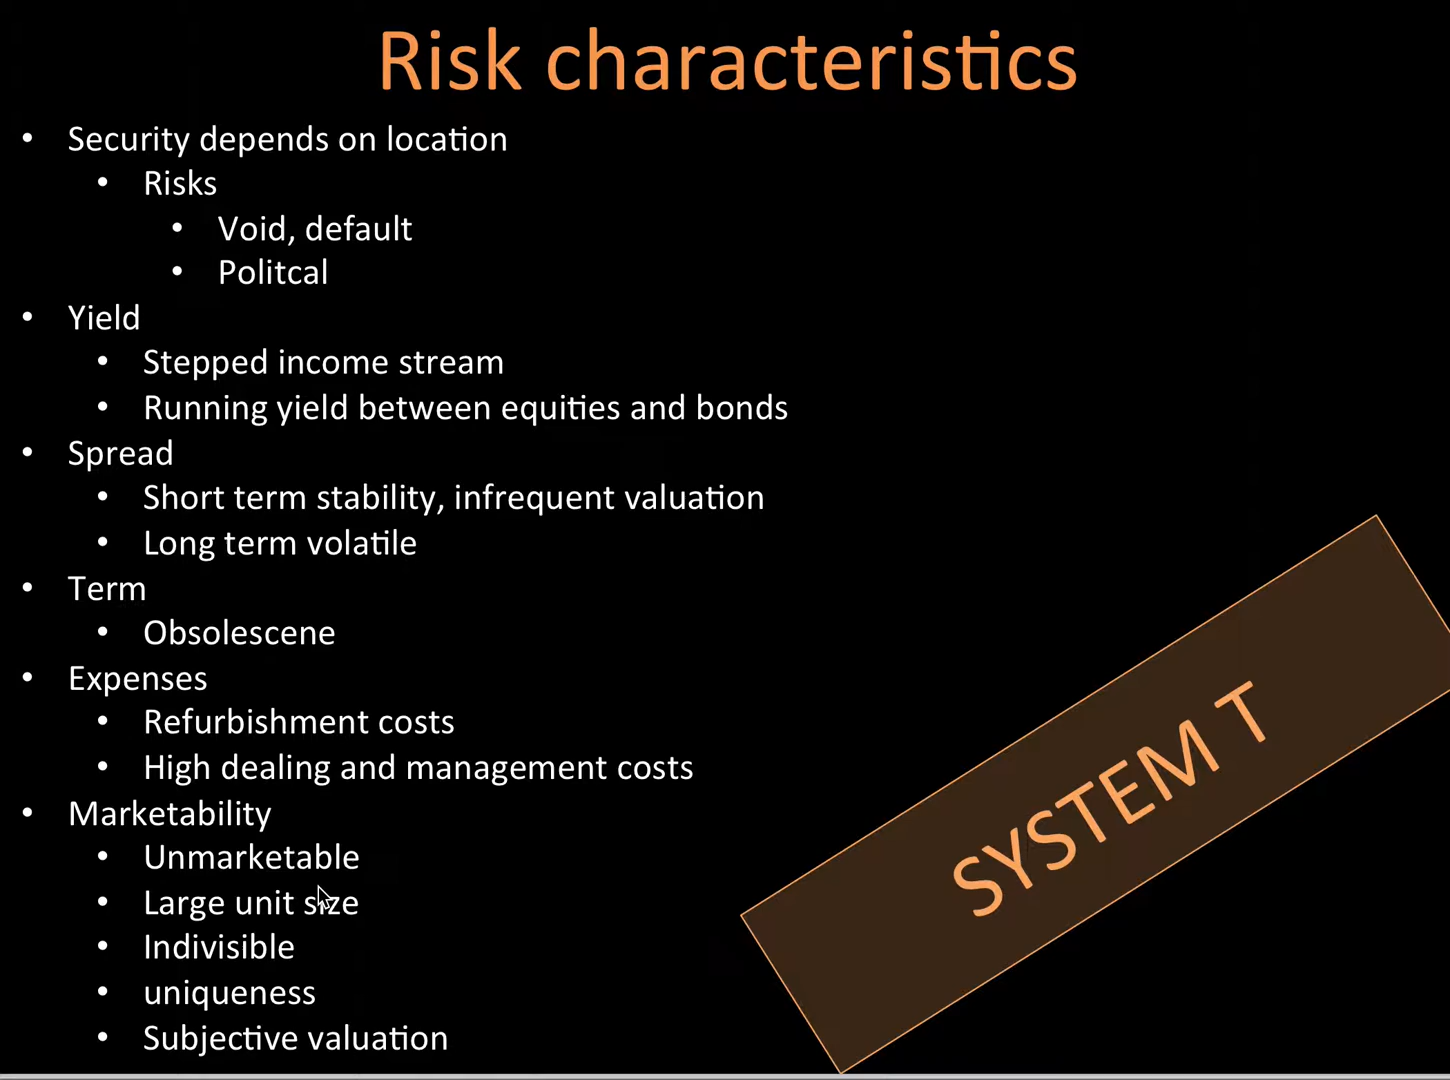 Risk characteristics
• Security depends on location
• Risks
• Void, default
• Politcal
• Yield
• Stepped income stream
• Running yield between equities and bonds
• Spread
• Short term stability, infrequent valuation
• Long term volatile
• Term
• Obsolescene
• Expenses
• Refurbishment costs
• High dealing and management costs
• Marketability
• Unmarketable
• Large unit size
• Indivisible
• uniqueness
• Subjective valuation
SYSTEM T